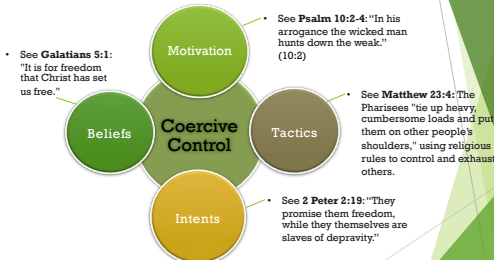 • See Psalm 10:2-4: “In his
arrogance the wicked man
hunts down the weak.”
(10:2)
Motivation
• See Galatians 5:1:
"It is for freedom
that Christ has set
us free."
• See Matthew 23:4: The
Pharisees "tie up heavy,
cumbersome loads and put
them on other people's
shoulders," using religious
rules to control and exhaust
others.
Beliefs
Coercive
Control
Tactics
• See 2 Peter 2:19: “They
promise them freedom,
while they themselves are
slaves of depravity.”
Intents